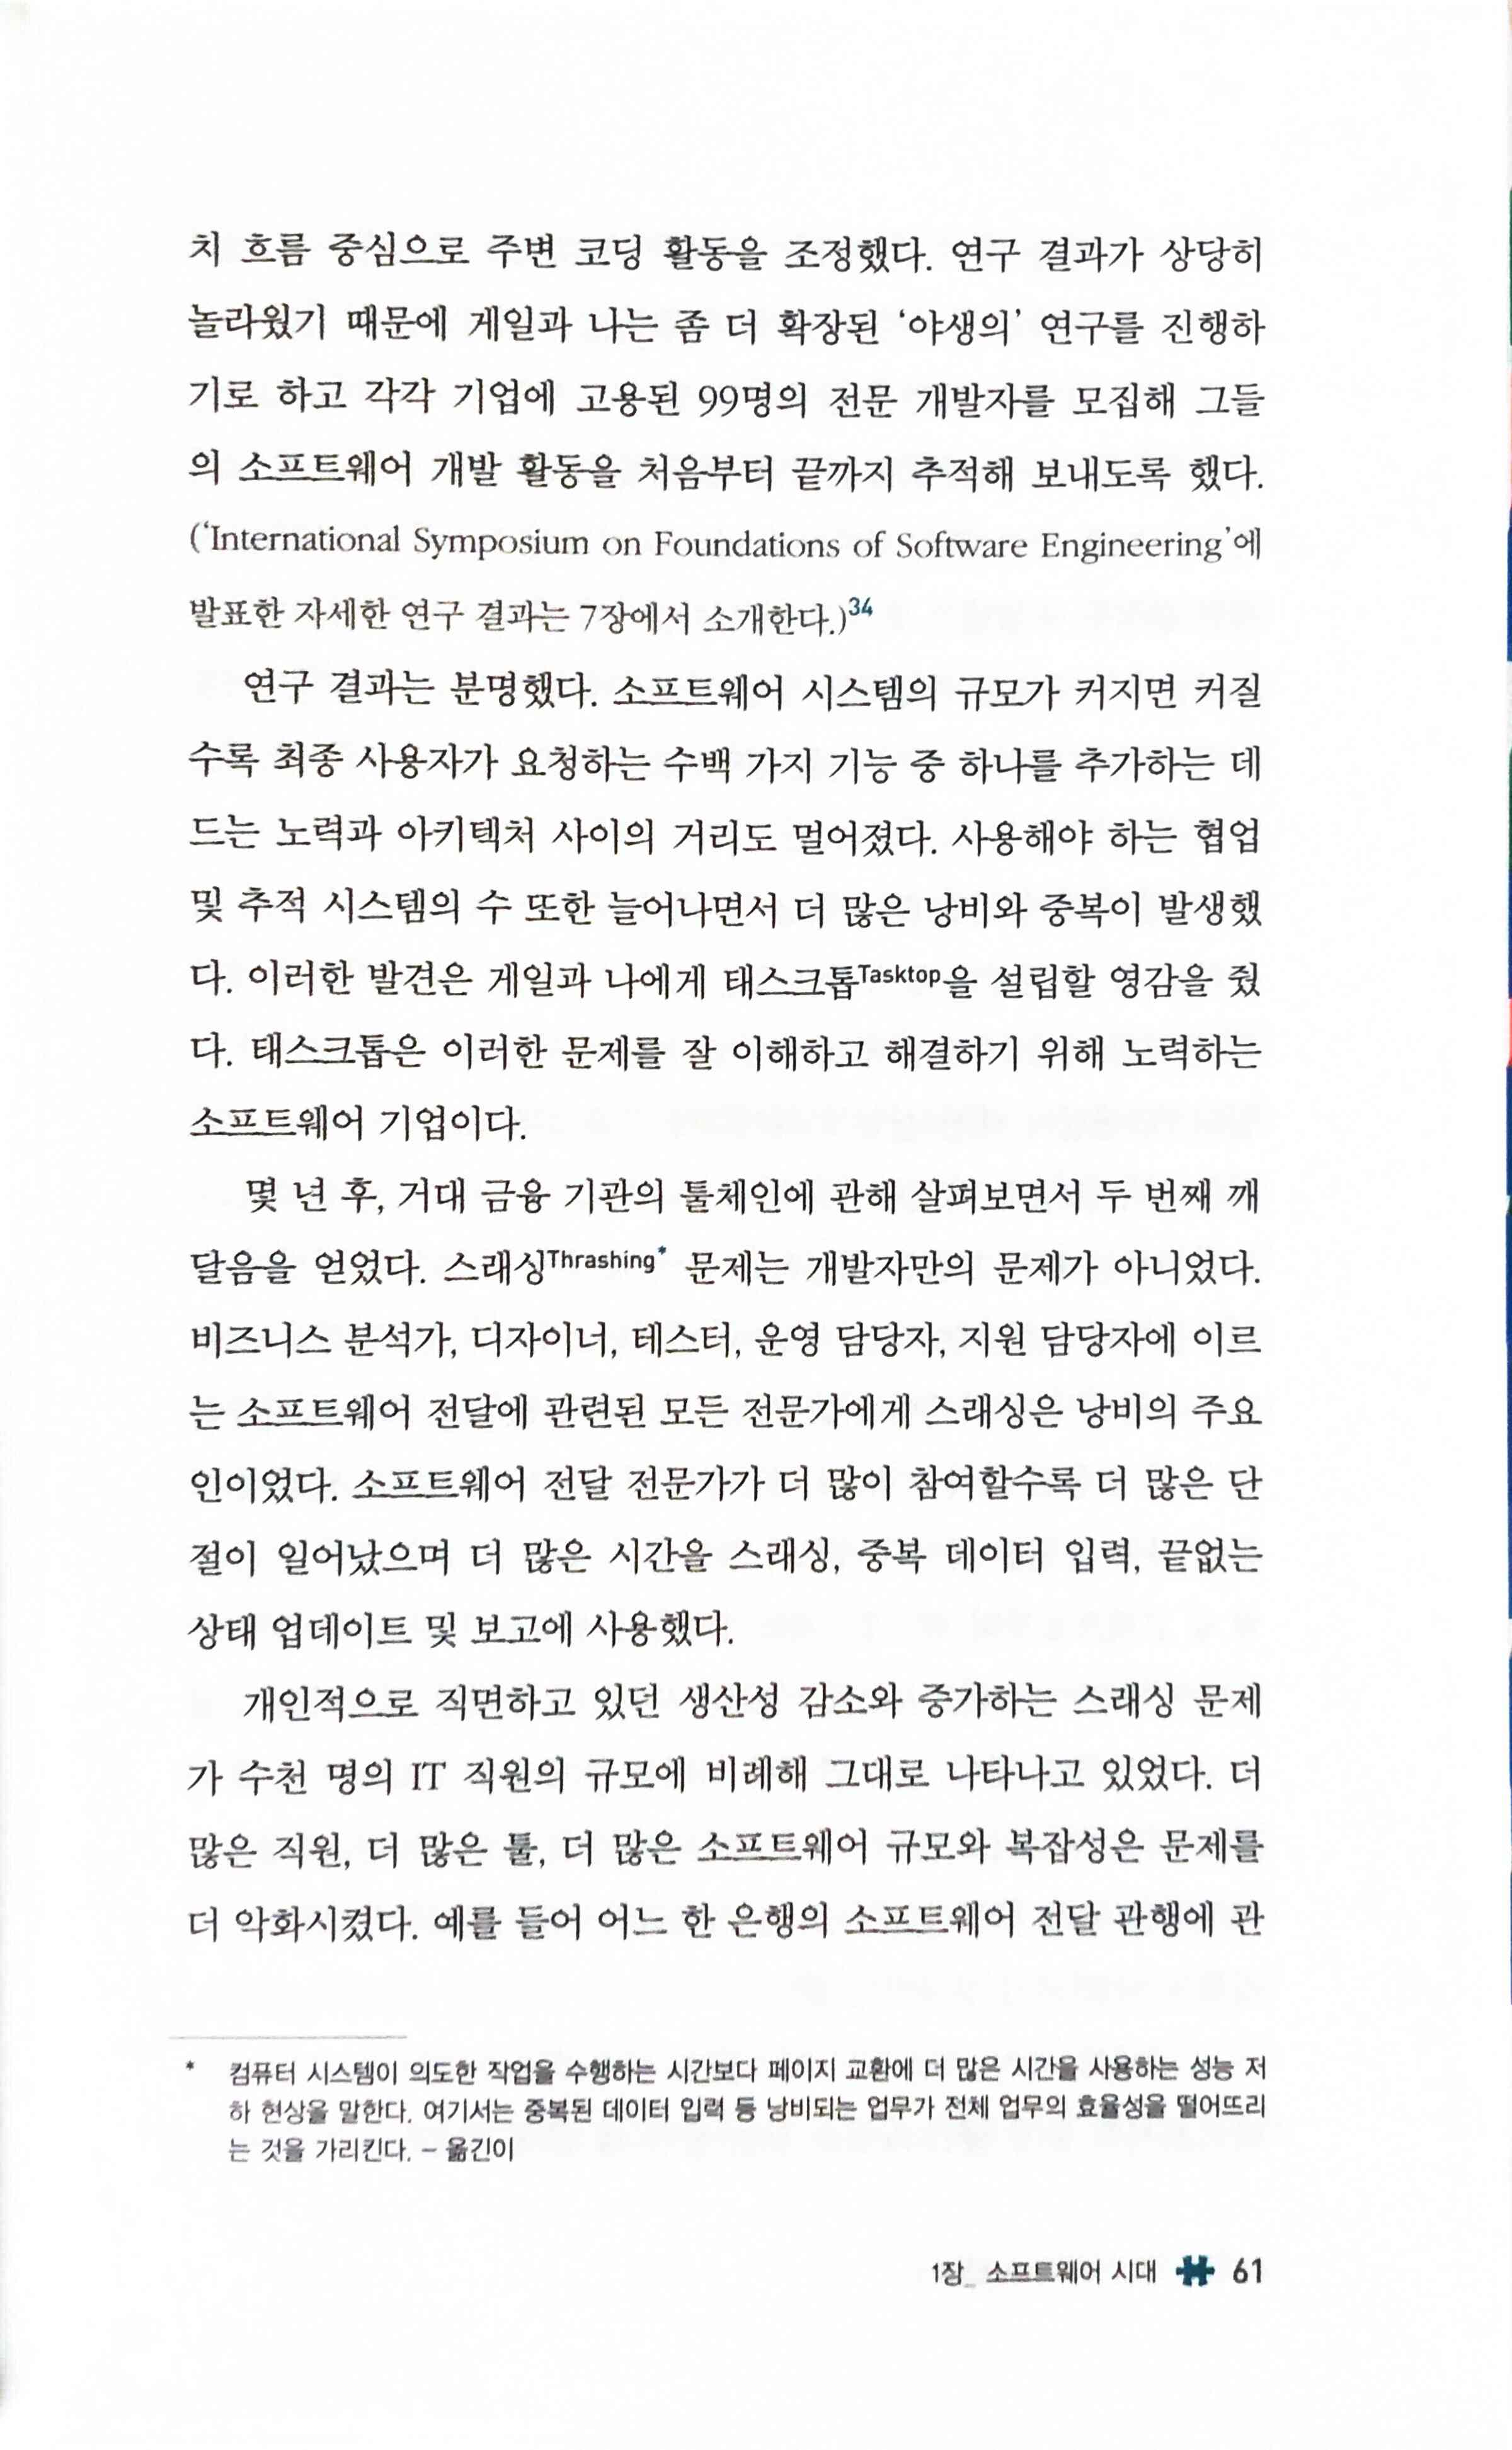 치 흐름 중심으로 주변 코딩 활동을 조정했다. 연구 결과가 상당히
놀라웠기 때문에 게일과 나는 좀 더 확장된 ‘야생의’ 연구를 진행하
기로 하고 각각 기업에 고용된 99명의 전문 개발자를 모집해 그들
의 소프트웨어 개발 활동을 처음부터 끝까지 추적해 보내도록 했다.
(‘International Symposium on Foundations of Software Engineering’에
발표한 자세한 연구 결과는 7장에서 소개한다.)34
연구 결과는 분명했다. 소프트웨어 시스템의 규모가 커지면 커질
수록 최종 사용자가 요청하는 수백 가지 기능 중 하나를 추가하는 데
드는 노력과 아키텍처 사이의 거리도 멀어졌다. 사용해야 하는 협업
및 추적 시스템의 수 또한 늘어나면서 더 많은 낭비와 중복이 발생했
다. 이러한 발견은 게일과 나에게 태스크톱Tasktop을 설립할 영감을 줬
다. 태스크톱은 이러한 문제를 잘 이해하고 해결하기 위해 노력하는
소프트웨어 기업이다.
몇 년 후, 거대 금융 기관의 툴체인에 관해 살펴보면서 두 번째 깨
달음을 얻었다. 스래싱Thrashing* 문제는 개발자만의 문제가 아니었다.
비즈니스 분석가, 디자이너, 테스터, 운영 담당자, 지원 담당자에 이르
는 소프트웨어 전달에 관련된 모든 전문가에게 스래싱은 낭비의 주요
인이었다. 소프트웨어 전달 전문가가 더 많이 참여할수록 더 많은 단
절이 일어났으며 더 많은 시간을 스래싱, 중복 데이터 입력, 끝없는
상태 업데이트 및 보고에 사용했다.
개인적으로 직면하고 있던 생산성 감소와 증가하는 스래싱 문제
가 수천 명의 IT 직원의 규모에 비례해 그대로 나타나고 있었다. 더
많은 직원, 더 많은 툴, 더 많은 소프트웨어 규모와 복잡성은 문제를
더 악화시켰다. 예를 들어 어느 한 은행의 소프트웨어 전달 관행에 관
* 컴퓨터 시스템이 의도한 작업을 수행하는 시간보다 페이지 교환에 더 많은 시간을 사용하는 성능 저
하 현상을 말한다. 여기서는 중복된 데이터 입력 등 낭비되는 업무가 전체 업무의 효율성을 떨어뜨리
는 것을 가리킨다. – 옮긴이
1장_ 소프트웨어 시대 61